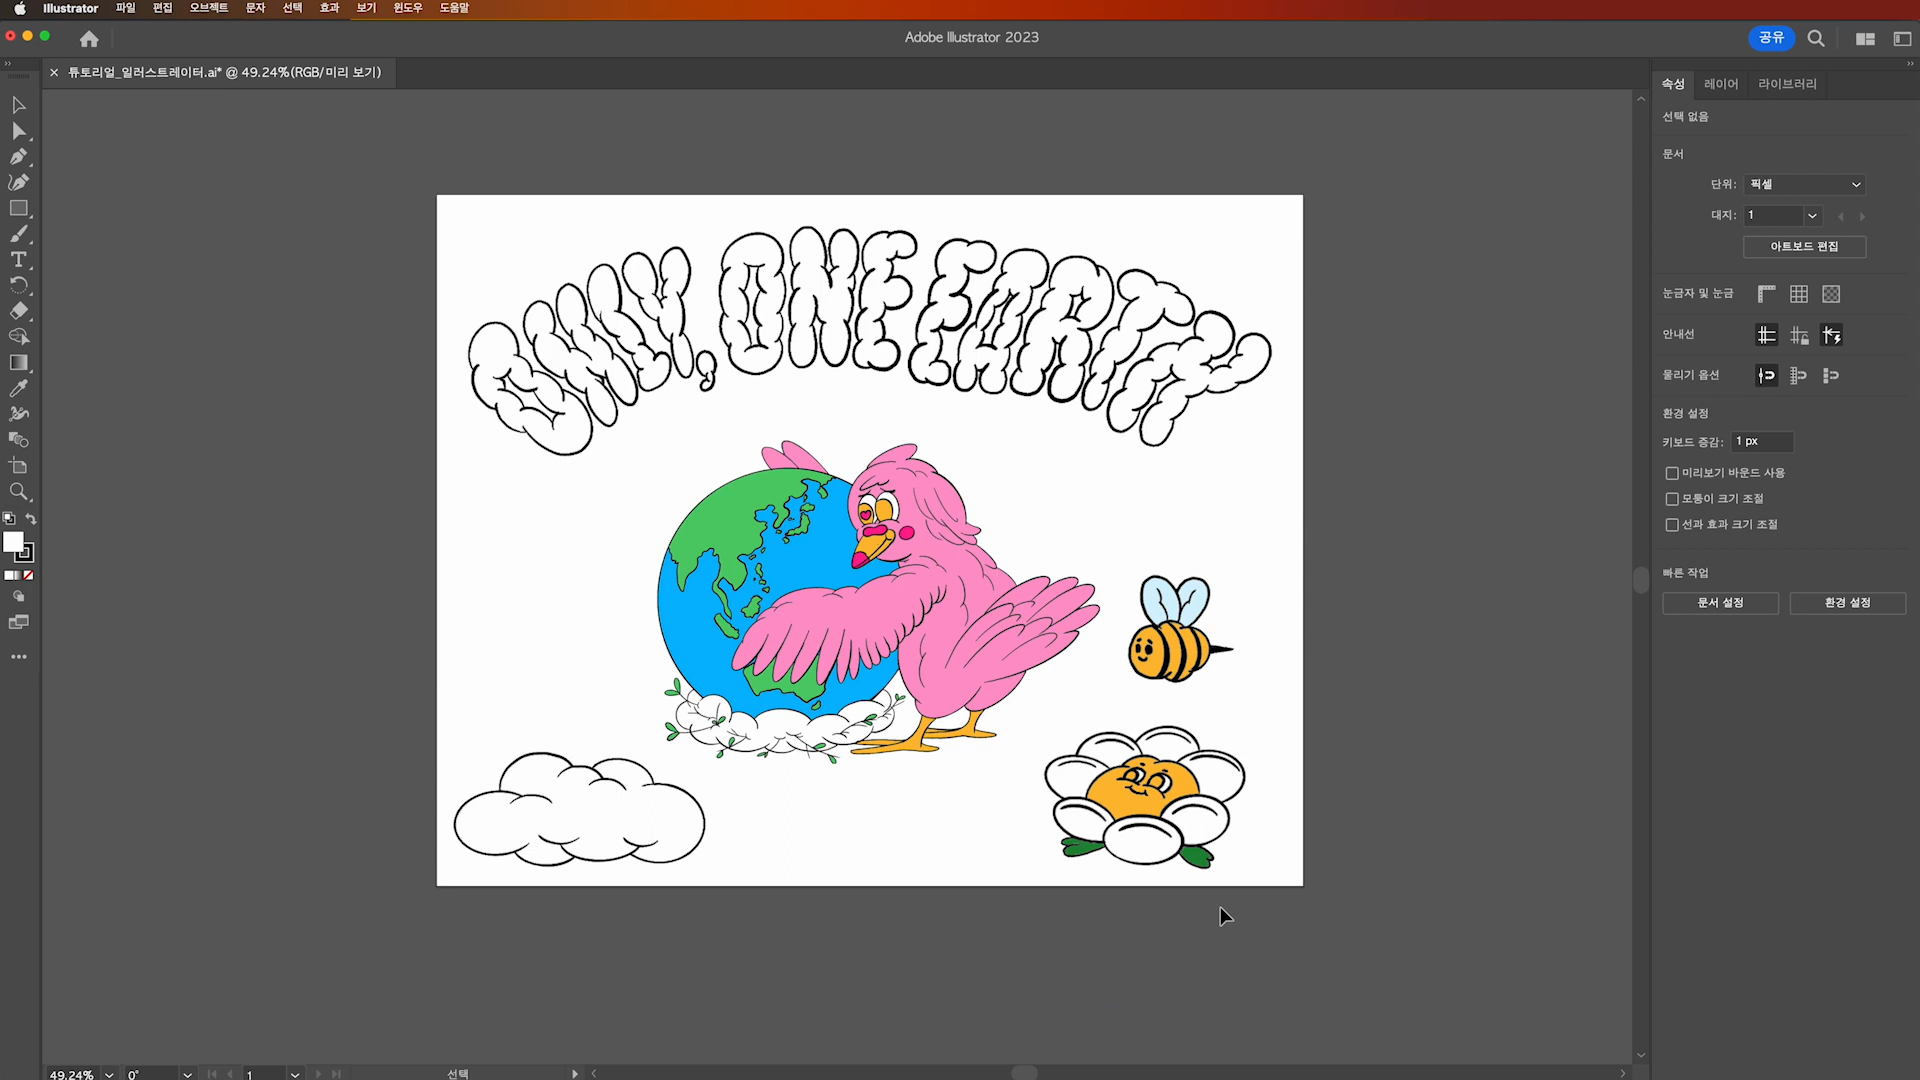 Illustrator 파일 편집 오브젝트 문자 선택 효과 보기 윈도우 도움말
Adobe Illustrator 2023
공유
× 튜토리얼_일러스트레이터.ai* @ 49.24%(RGB/미리 보기)
속성 레이어 라이브러리
선택 없음
문서
단위: 픽셀
대지: 1
아트보드 편집
눈금자 및 눈금
안내선
물리기 옵션
환경 설정
키보드 증감: 1 px
미리보기 바운드 사용
모퉁이 크기 조절
선과 효과 크기 조절
빠른 작업
문서 설정 환경 설정
ONLY, ONE EARTH
49.24% 0° 1 선택